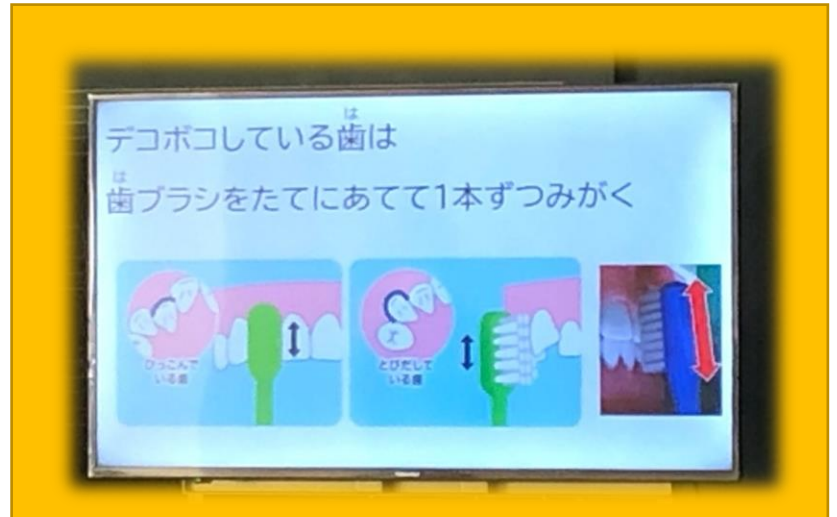 は
デコボコしている歯は
は
歯ブラシをたてにあてて1本ずつみがく
ひっこんで
いる歯
とびだして
いる歯